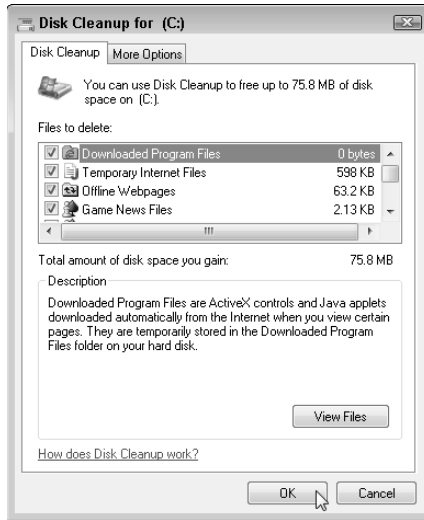 Disk Cleanup for (C:)
Disk Cleanup
More Options
You can use Disk Cleanup to free up to 75.8 MB of disk
space on (C:).
Files to delete:
Downloaded Program Files 0 bytes
Temporary Internet Files 598 KB
Offline Webpages 63.2 KB
Game News Files 2.13 KB
Total amount of disk space you gain: 75.8 MB
Description
Downloaded Program Files are ActiveX controls and Java applets
downloaded automatically from the Internet when you view certain
pages. They are temporarily stored in the Downloaded Program
Files folder on your hard disk.
View Files
How does Disk Cleanup work?
OK
Cancel